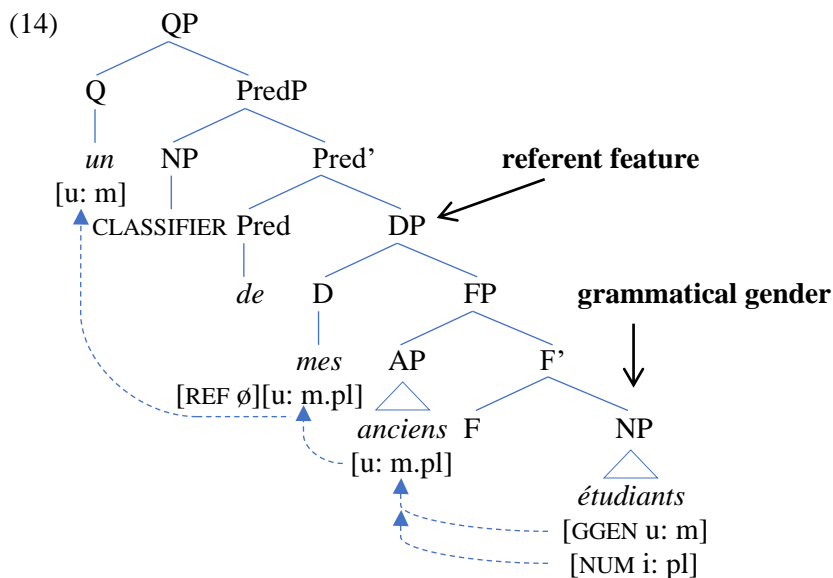 (14) QP
Q PredP
un NP Pred’ referent feature
[u: m]
CLASSIFIER Pred DP
de D FP grammatical gender
mes AP F’
[REF ø][u: m.pl]
anciens F NP
[u: m.pl]
étudiants
[GGEN u: m]
[NUM i: pl]